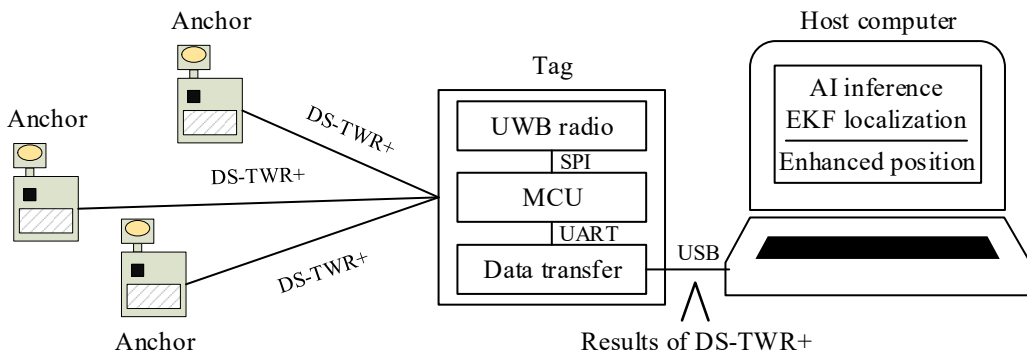 Anchor
Host computer
Tag
AI inference
EKF localization
Enhanced position
DS-TWR+
UWB radio
Anchor
SPI
DS-TWR+
MCU
UART
USB
DS-TWR+
Data transfer
Anchor
Results of DS-TWR+